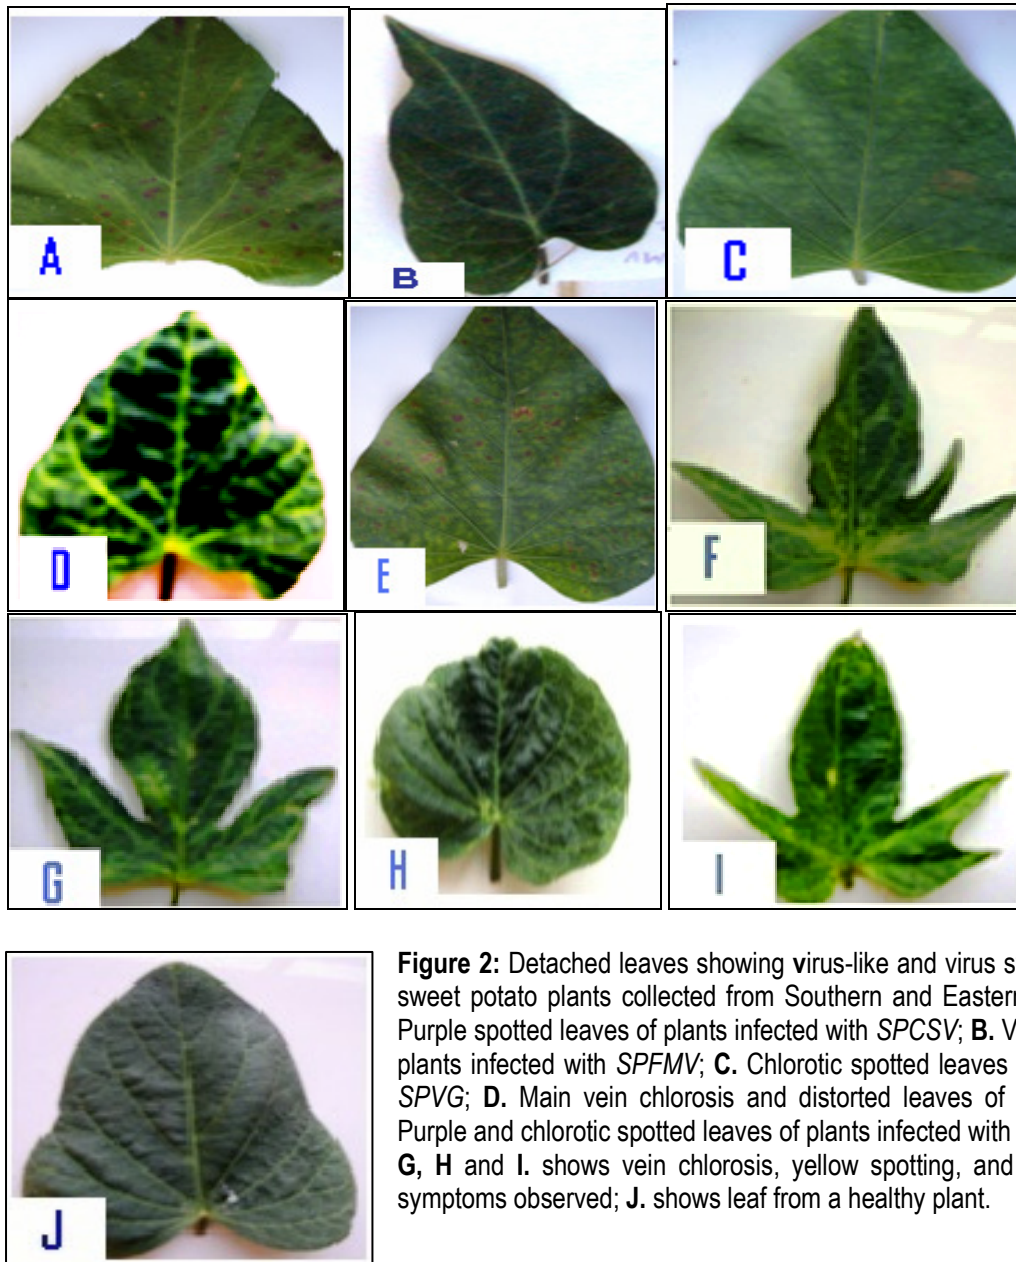 A
B
C
D
E
F
G
H
I
J
Figure 2: Detached leaves showing virus-like and virus s
sweet potato plants collected from Southern and Eastern
Purple spotted leaves of plants infected with SPCSV; B. V
plants infected with SPFMV; C. Chlorotic spotted leaves
SPVG; D. Main vein chlorosis and distorted leaves of
Purple and chlorotic spotted leaves of plants infected with
G, H and I. shows vein chlorosis, yellow spotting, and
symptoms observed; J. shows leaf from a healthy plant.